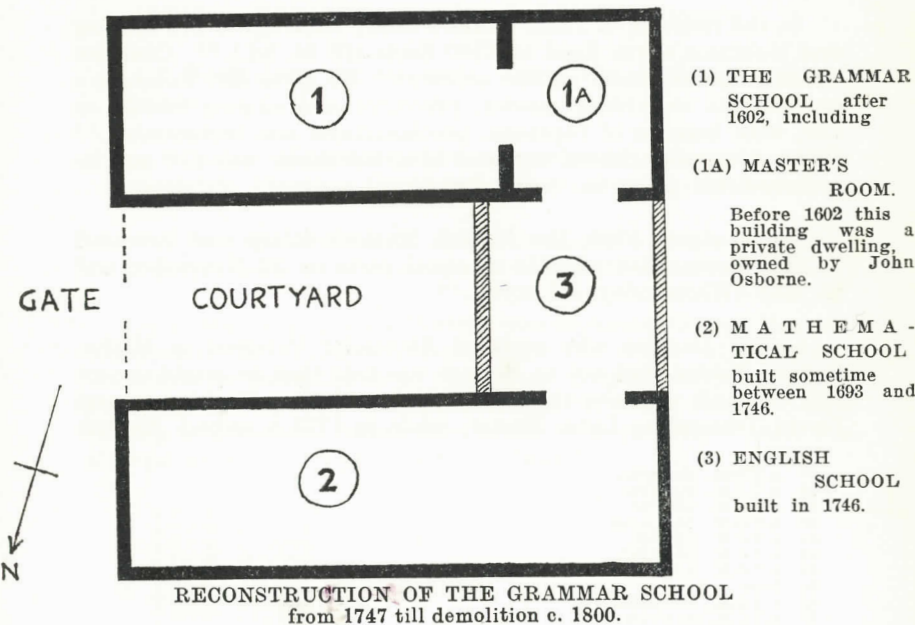 1
1A
3
GATE
COURTYARD
2
N
(1) THE GRAMMAR
SCHOOL after
1602, including
(1A) MASTER'S
ROOM.
Before 1602 this
building was a
private dwelling,
owned by John
Osborne.
(2) MATHEMA-
TICAL SCHOOL
built sometime
between 1693 and
1746.
(3) ENGLISH
SCHOOL
built in 1746.
RECONSTRUCTION OF THE GRAMMAR SCHOOL
from 1747 till demolition c. 1800.